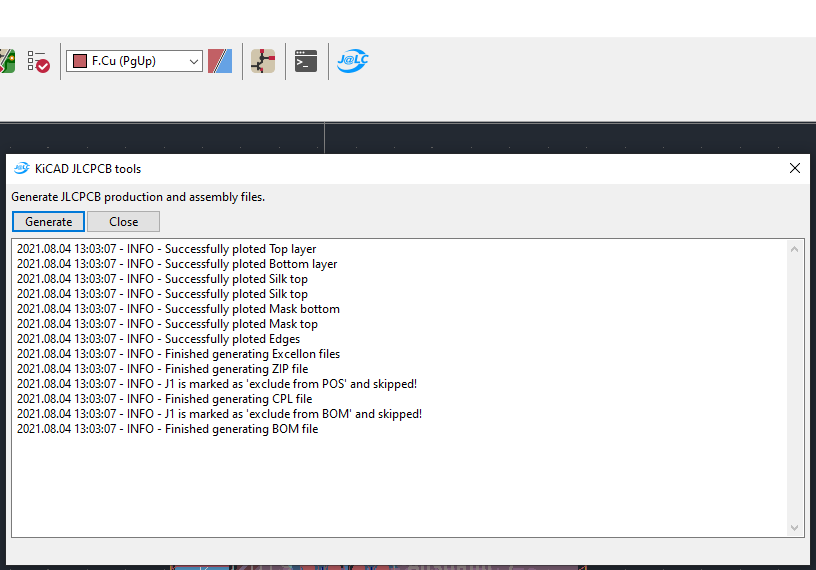 F.Cu (PgUp)
>_
J@LC
J@LC KiCAD JLCPCB tools
Generate JLCPCB production and assembly files.
Generate Close
2021.08.04 13:03:07 - INFO - Successfully ploted Top layer
2021.08.04 13:03:07 - INFO - Successfully ploted Bottom layer
2021.08.04 13:03:07 - INFO - Successfully ploted Silk top
2021.08.04 13:03:07 - INFO - Successfully ploted Silk top
2021.08.04 13:03:07 - INFO - Successfully ploted Mask bottom
2021.08.04 13:03:07 - INFO - Successfully ploted Mask top
2021.08.04 13:03:07 - INFO - Successfully ploted Edges
2021.08.04 13:03:07 - INFO - Finished generating Excellon files
2021.08.04 13:03:07 - INFO - Finished generating ZIP file
2021.08.04 13:03:07 - INFO - J1 is marked as 'exclude from POS' and skipped!
2021.08.04 13:03:07 - INFO - Finished generating CPL file
2021.08.04 13:03:07 - INFO - J1 is marked as 'exclude from BOM' and skipped!
2021.08.04 13:03:07 - INFO - Finished generating BOM file